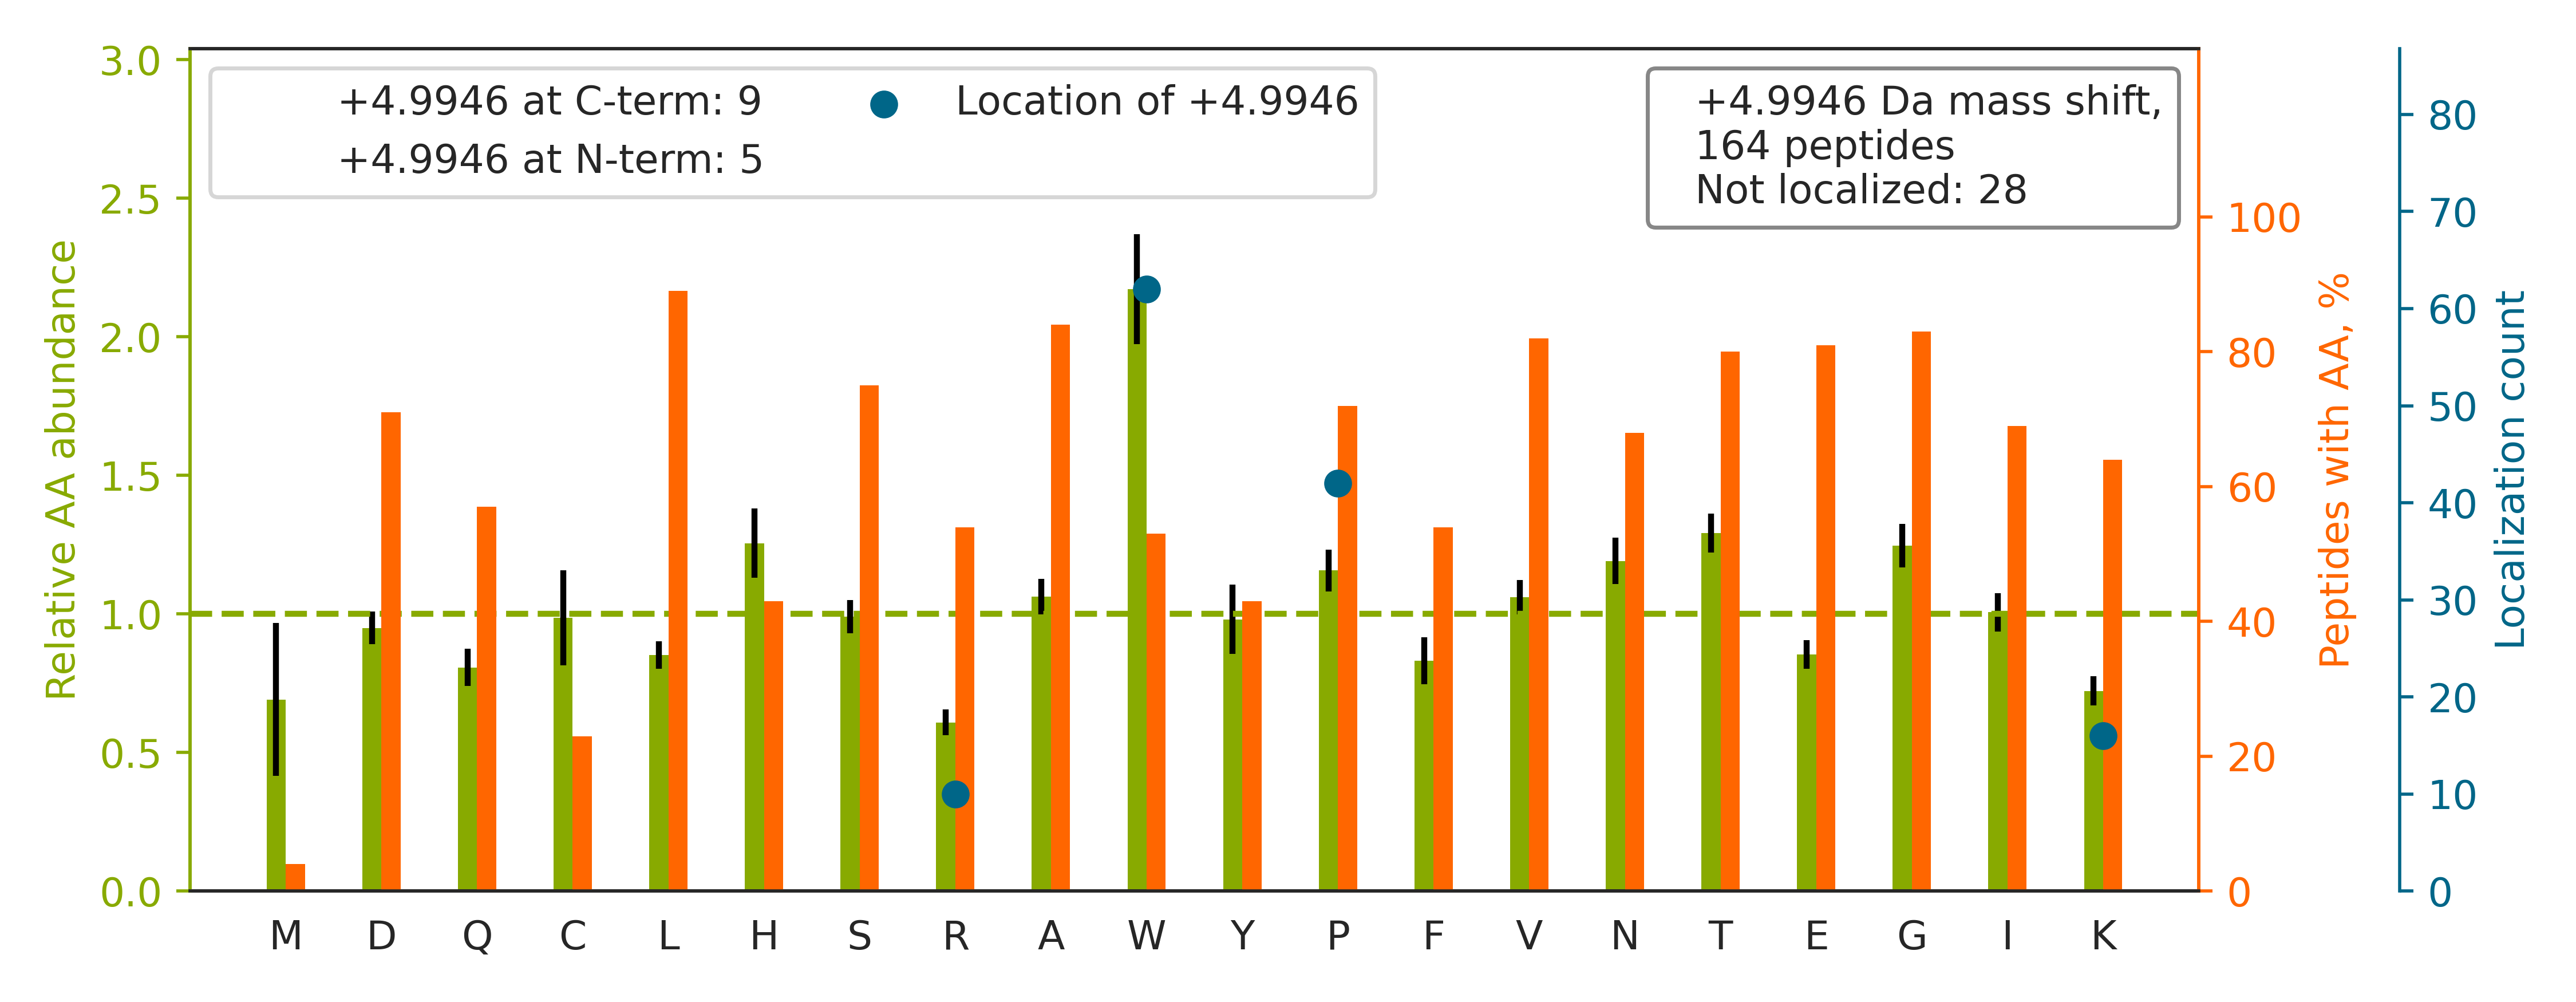 +4.9946 at C-term: 9
+4.9946 at N-term: 5
Location of +4.9946
+4.9946 Da mass shift,
164 peptides
Not localized: 28
Relative AA abundance
3.0
2.5
2.0
1.5
1.0
0.5
0.0
M D Q C L H S R A W Y P F V N T E G I K
100
80
60
40
20
0
Peptides with AA, %
80
70
60
50
40
30
20
10
0
Localization count